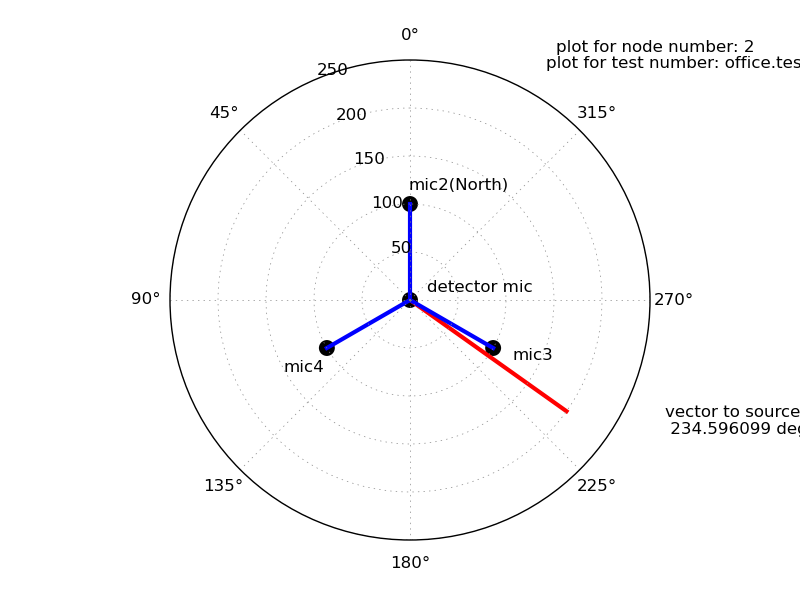 0°
plot for node number: 2
plot for test number: office.tes
250
45°
315°
200
150
mic2(North)
100
50
detector mic
90°
270°
mic3
mic4
vector to source
234.596099 deg
135°
225°
180°